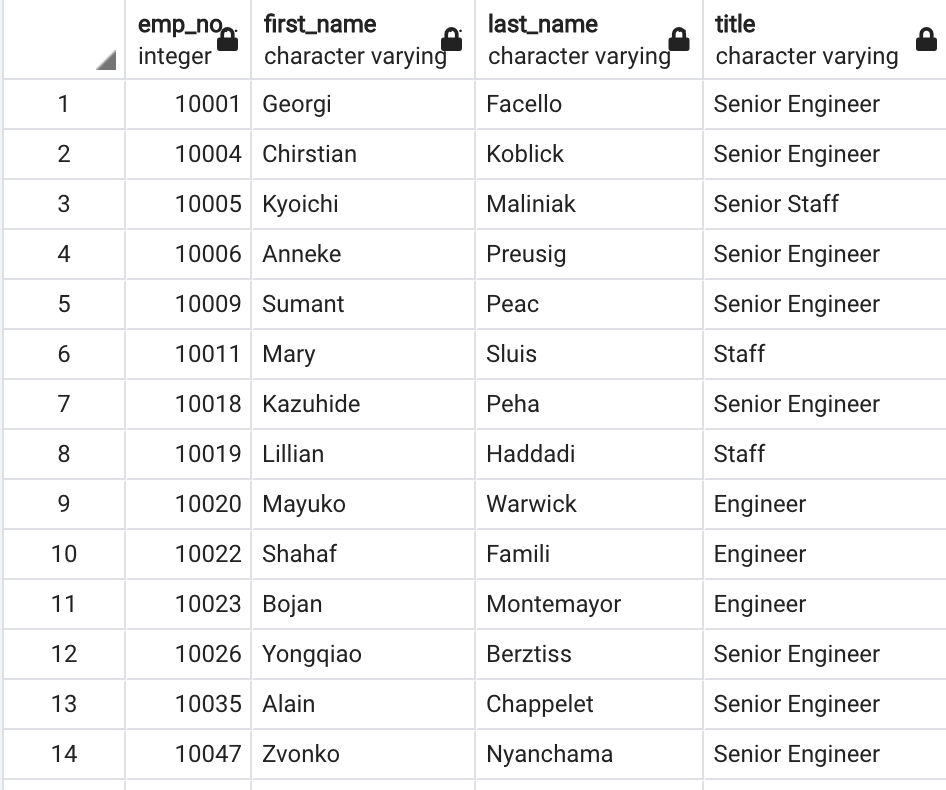 emp_no first_name last_name title
integer character varying character varying character varying
1 10001 Georgi Facello Senior Engineer
2 10004 Chirstian Koblick Senior Engineer
3 10005 Kyoichi Maliniak Senior Staff
4 10006 Anneke Preusig Senior Engineer
5 10009 Sumant Peac Senior Engineer
6 10011 Mary Sluis Staff
7 10018 Kazuhide Peha Senior Engineer
8 10019 Lillian Haddadi Staff
9 10020 Mayuko Warwick Engineer
10 10022 Shahaf Famili Engineer
11 10023 Bojan Montemayor Engineer
12 10026 Yongqiao Berztiss Senior Engineer
13 10035 Alain Chappelet Senior Engineer
14 10047 Zvonko Nyanchama Senior Engineer